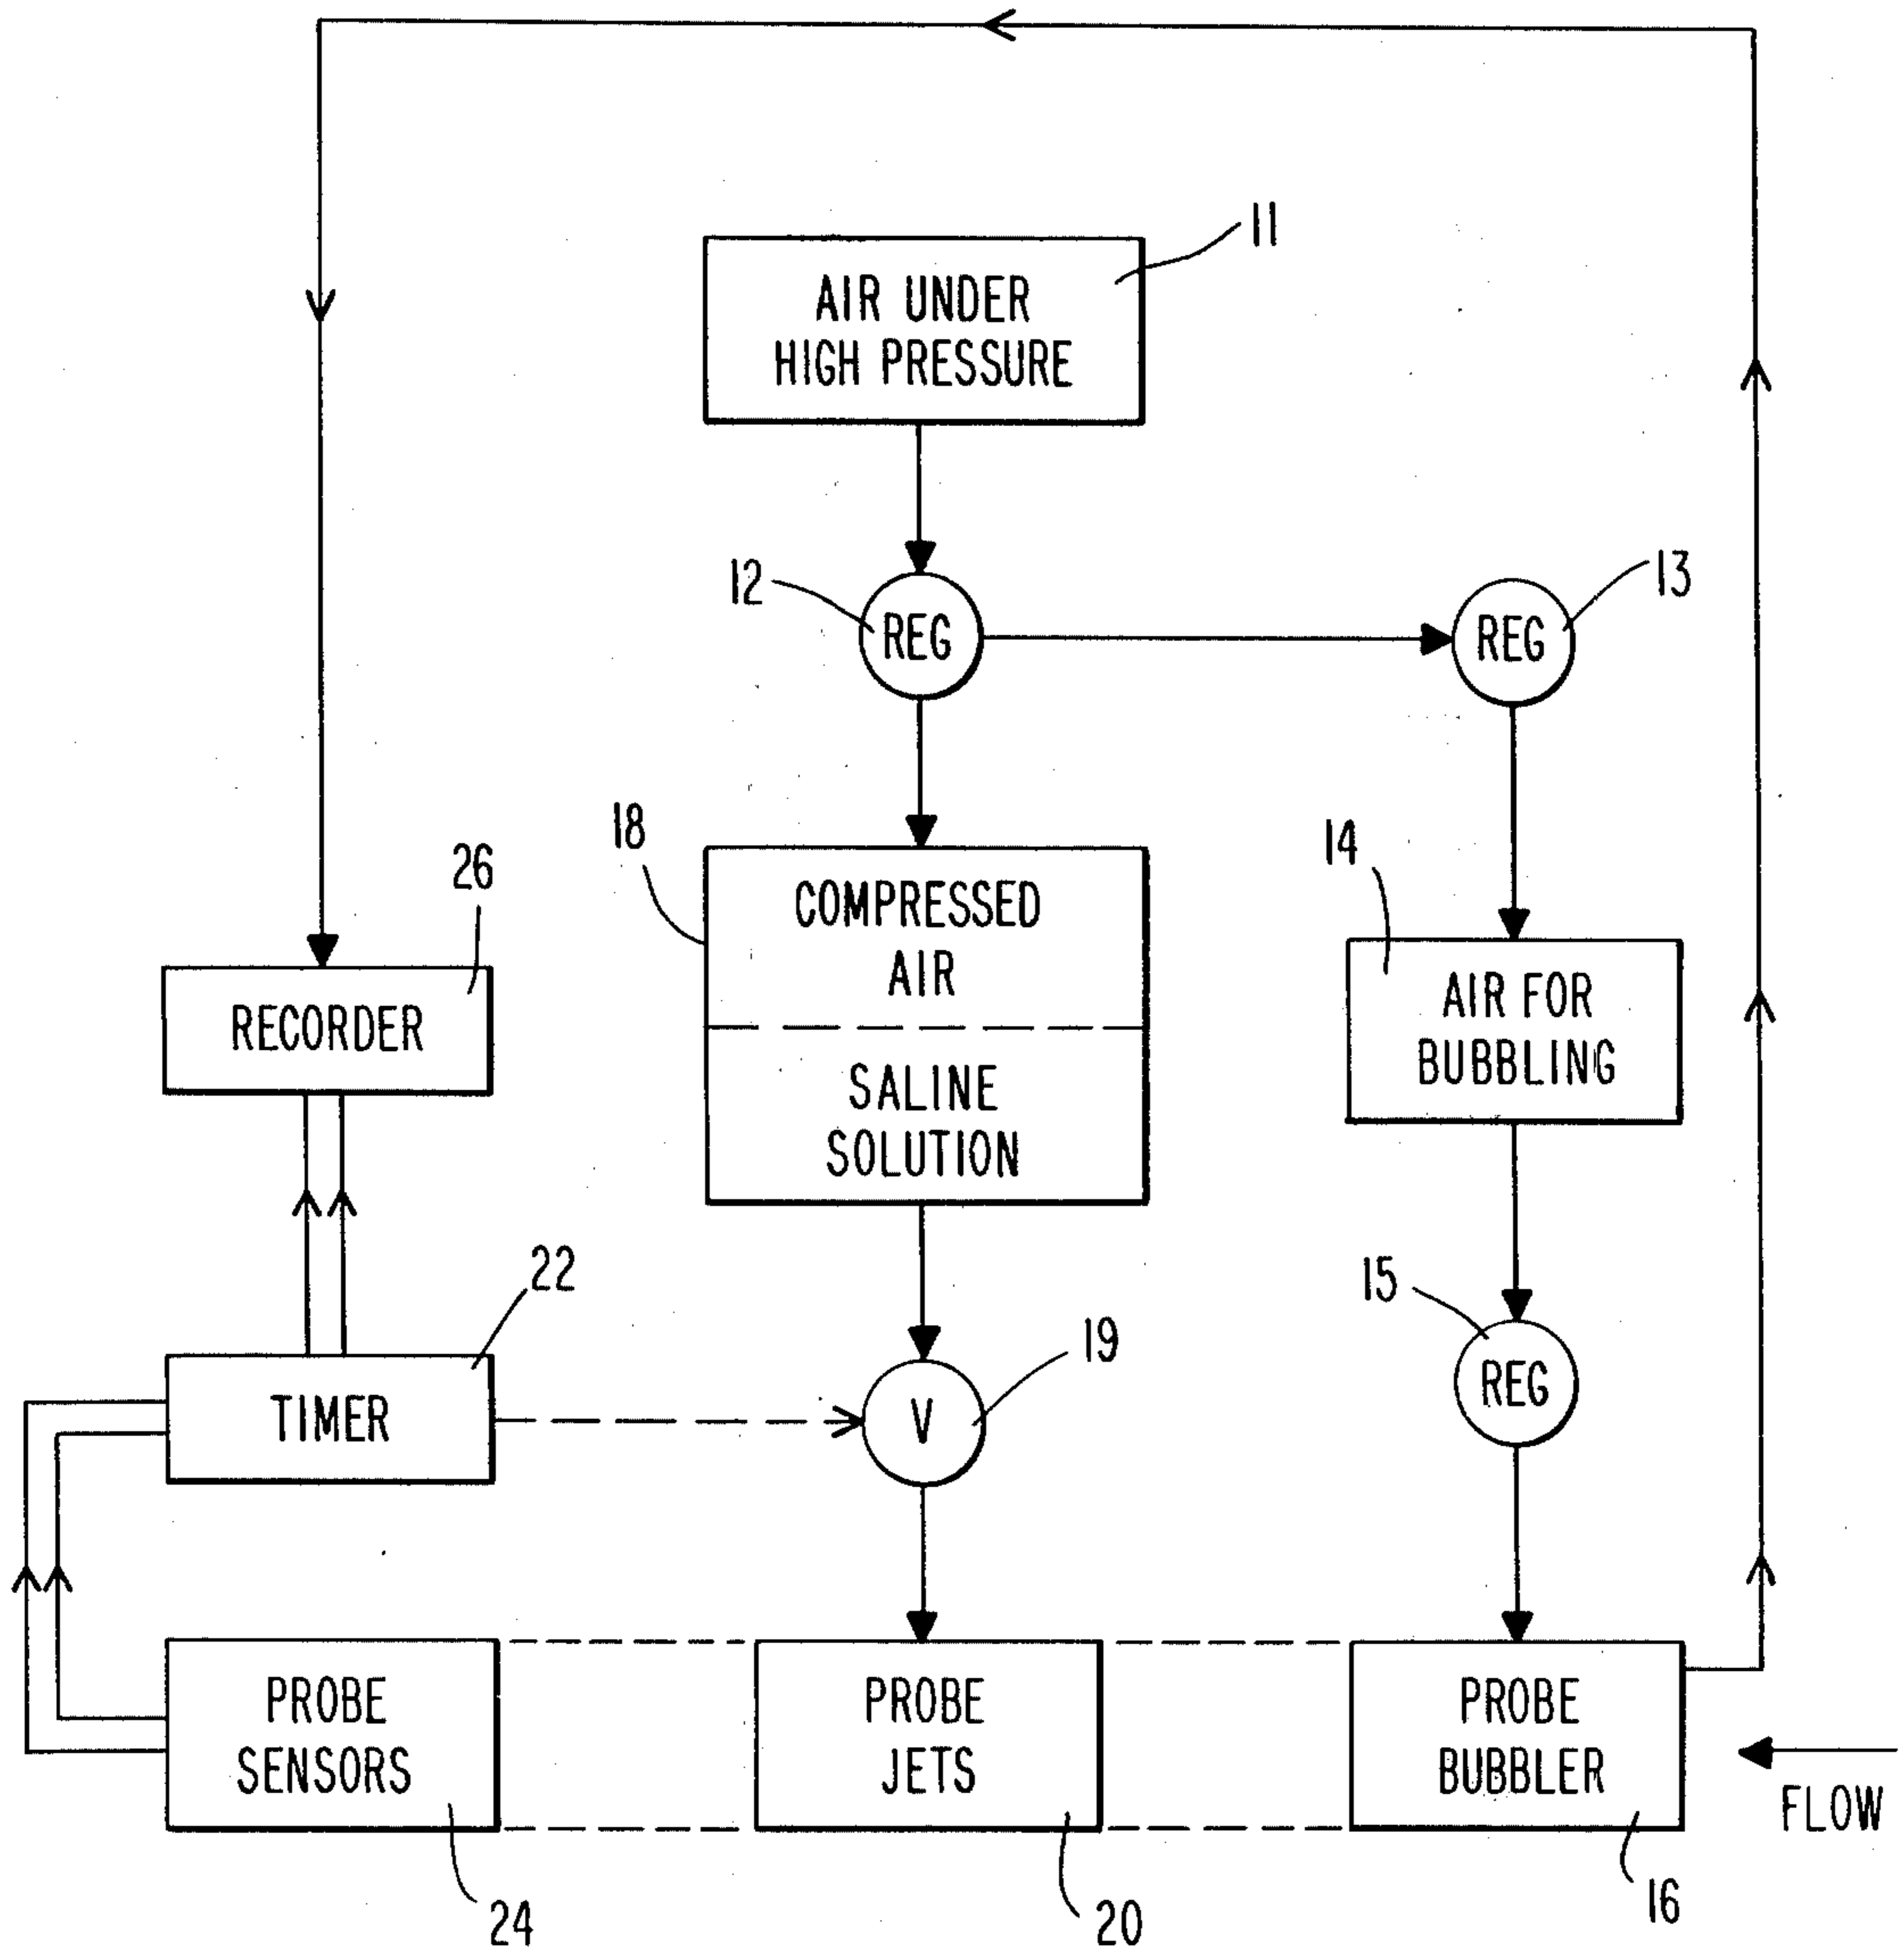 11
AIR UNDER
HIGH PRESSURE
12
REG
13
REG
18
COMPRESSED
AIR
SALINE
SOLUTION
14
AIR FOR
BUBBLING
26
RECORDER
22
TIMER
19
V
15
REG
PROBE
SENSORS
24
PROBE
JETS
20
PROBE
BUBBLER
16
FLOW